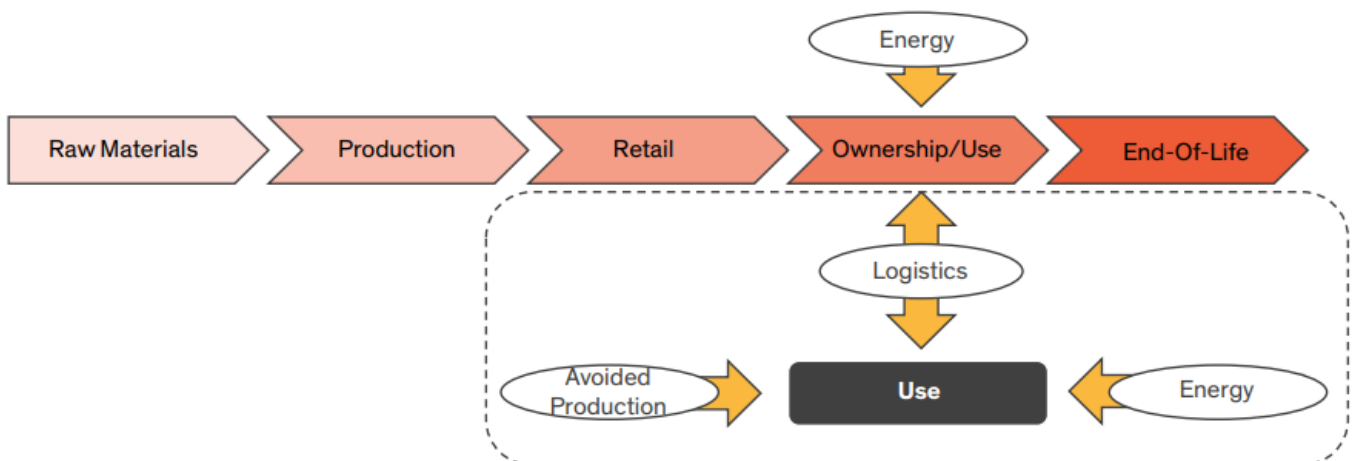 Energy
Raw Materials
Production
Retail
Ownership/Use
End-Of-Life
Logistics
Avoided
Production
Use
Energy